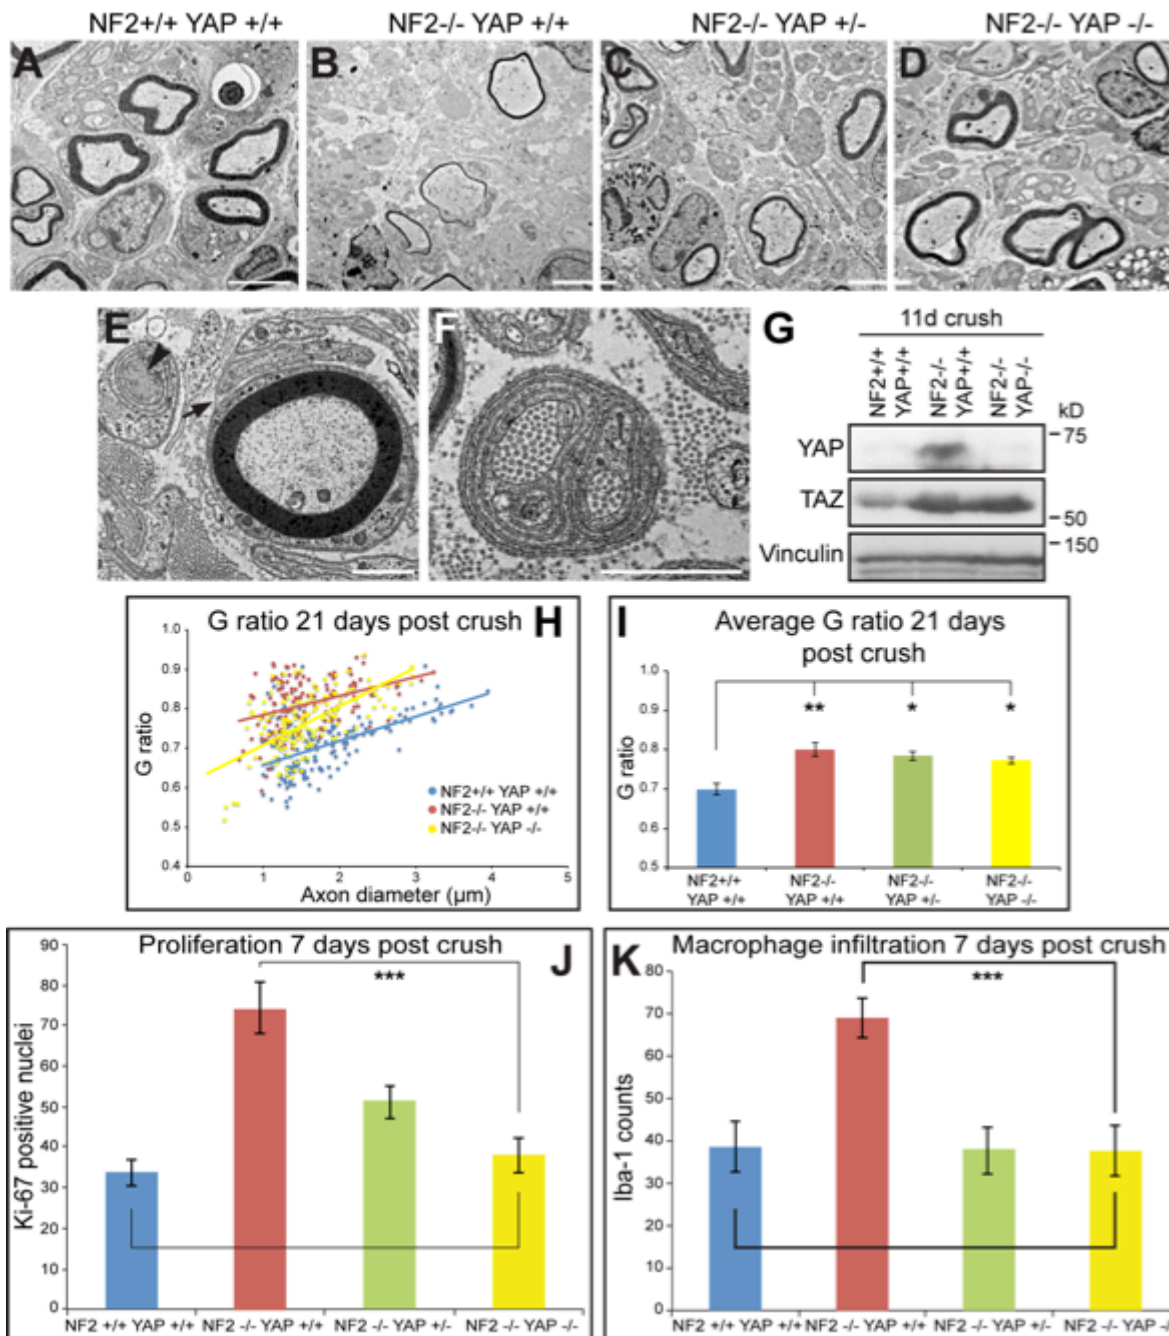 NF2+/+ YAP +/+ NF2-/- YAP +/+ NF2-/- YAP +/- NF2-/- YAP -/-
A B C D
E F G
11d crush
NF2+/+
YAP+/+
NF2-/-
YAP+/+
NF2-/-
YAP-/-
kD
YAP 75
TAZ 50
Vinculin 150
G ratio 21 days post crush H
1.0
0.9
0.8
0.7
0.6
0.5
0.4
G ratio
NF2+/+ YAP +/+
NF2-/- YAP +/+
NF2-/- YAP -/-
0 1 2 3 4 5
Axon diameter (µm)
I Average G ratio 21 days
post crush
1.0
0.9
0.8
0.7
0.6
0.5
G ratio
** * *
NF2+/+ NF2-/- NF2-/- NF2-/-
YAP +/+ YAP +/+ YAP +/- YAP -/-
Proliferation 7 days post crush J
90
80
70
60
50
40
30
20
10
0
Ki-67 positive nuclei
***
NF2 +/+ YAP +/+ NF2 -/- YAP +/+ NF2 -/- YAP +/- NF2 -/- YAP -/-
K Macrophage infiltration 7 days post crush
80
70
60
50
40
30
20
10
0
Iba-1 counts
***
NF2 +/+ YAP +/+ NF2 -/- YAP +/+ NF2 -/- YAP +/- NF2 -/- YAP -/-